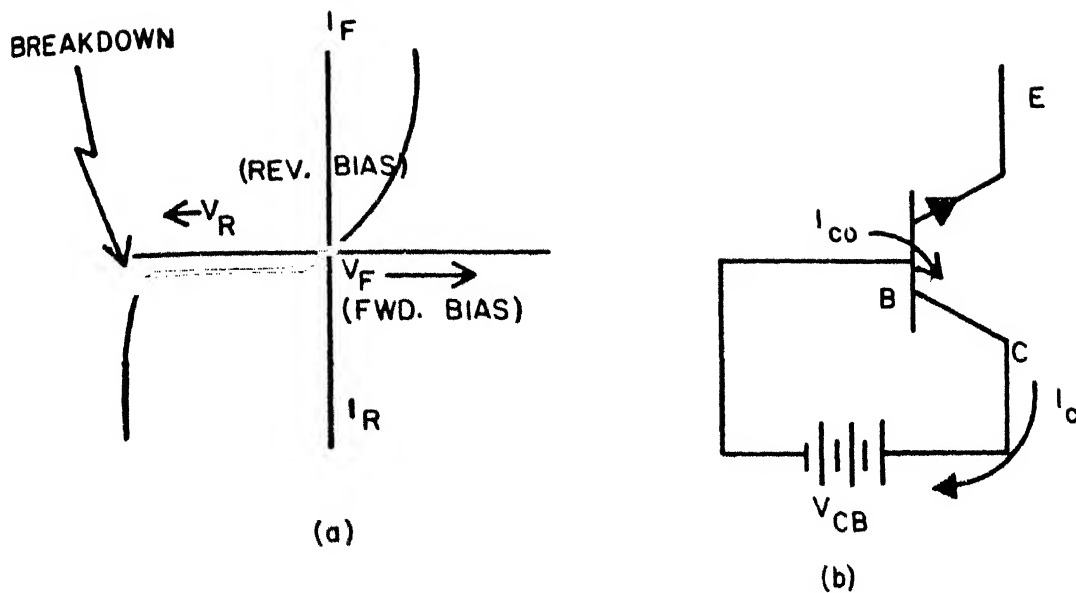 BREAKDOWN
I_F
(REV. BIAS)
V_R
V_F
(FWD. BIAS)
I_R
(a)
E
I_co
B
C
I_c
V_CB
(b)